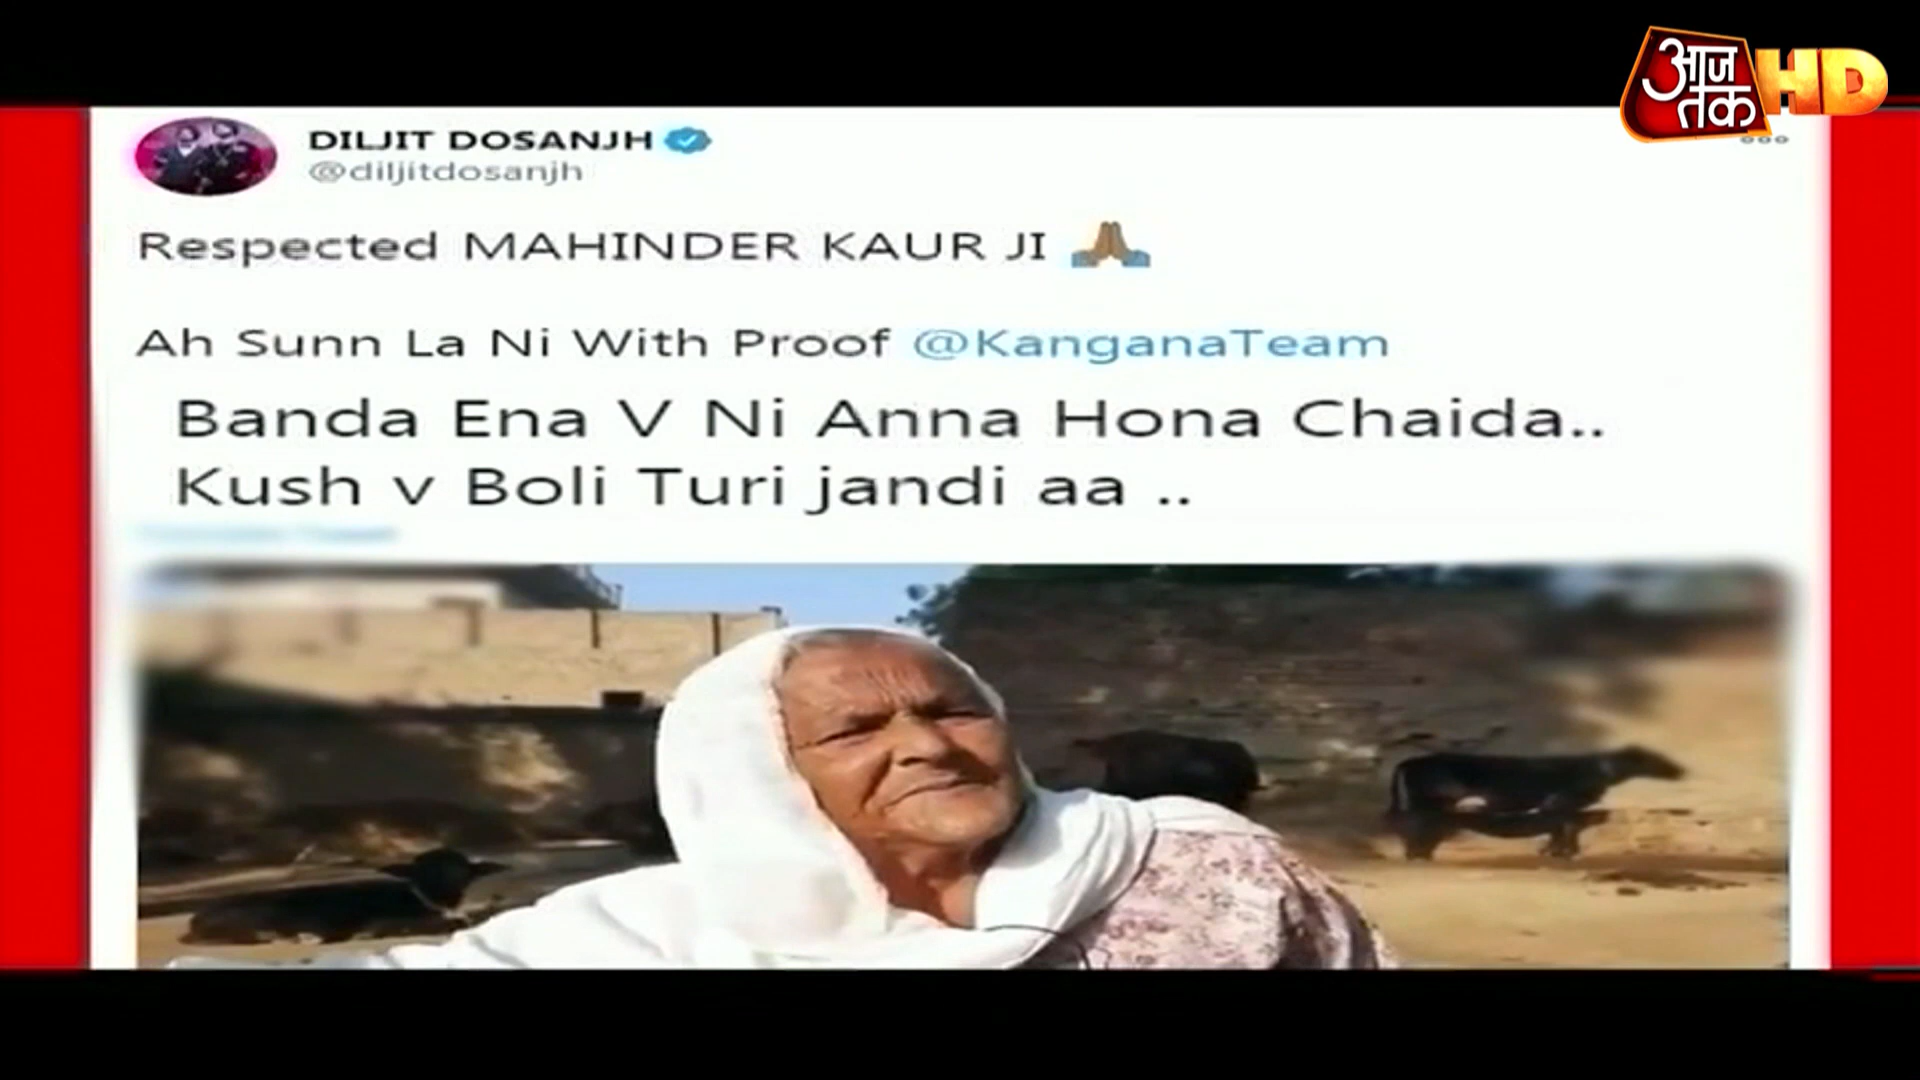 आज तक HD
DILJIT DOSANJH
@diljitdosanjh
Respected MAHINDER KAUR JI 🙏🏾
Ah Sunn La Ni With Proof @KanganaTeam
Banda Ena V Ni Anna Hona Chaida..
Kush v Boli Turi jandi aa ..